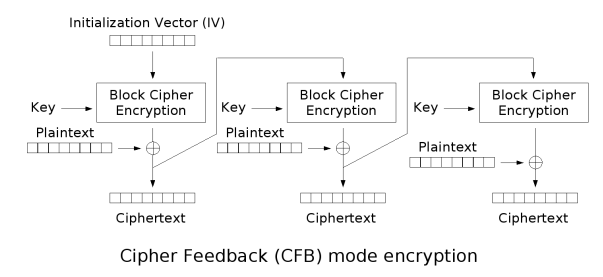 Initialization Vector (IV)
Block Cipher
Encryption
Key
Plaintext
Ciphertext
Block Cipher
Encryption
Key
Plaintext
Ciphertext
Block Cipher
Encryption
Key
Plaintext
Ciphertext
Cipher Feedback (CFB) mode encryption